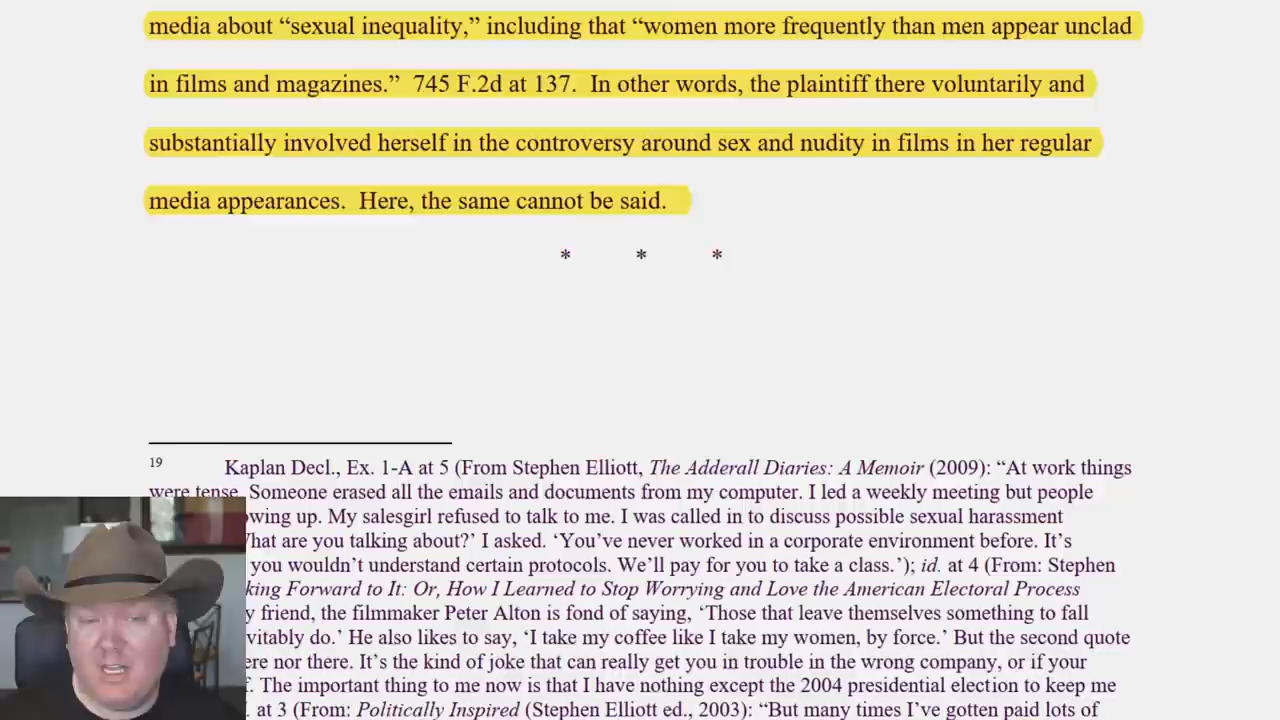 media about “sexual inequality,” including that “women more frequently than men appear unclad
in films and magazines.”  745 F.2d at 137.  In other words, the plaintiff there voluntarily and
substantially involved herself in the controversy around sex and nudity in films in her regular
media appearances.  Here, the same cannot be said.
* * *
19 Kaplan Decl., Ex. 1-A at 5 (From Stephen Elliott, The Adderall Diaries: A Memoir (2009): “At work things
were tense. Someone erased all the emails and documents from my computer. I led a weekly meeting but people
up. My salesgirl refused to talk to me. I was called in to discuss possible sexual harassment
are you talking about?’ I asked. ‘You’ve never worked in a corporate environment before. It’s
you wouldn’t understand certain protocols. We’ll pay for you to take a class.’); id. at 4 (From: Stephen
Forward to It: Or, How I Learned to Stop Worrying and Love the American Electoral Process
friend, the filmmaker Peter Alton is fond of saying, ‘Those that leave themselves something to fall
do.’ He also likes to say, ‘I take my coffee like I take my women, by force.’ But the second quote
nor there. It’s the kind of joke that can really get you in trouble in the wrong company, or if your
The important thing to me now is that I have nothing except the 2004 presidential election to keep me
at 3 (From: Politically Inspired (Stephen Elliott ed., 2003): “But many times I’ve gotten paid lots of